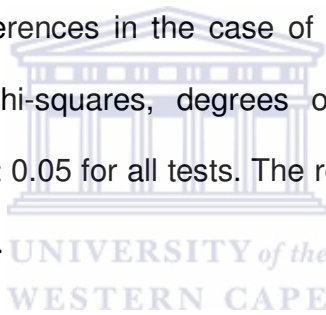 erences in the case of
hi-squares, degrees o
0.05 for all tests. The r
UNIVERSITY of the
WESTERN CAPE